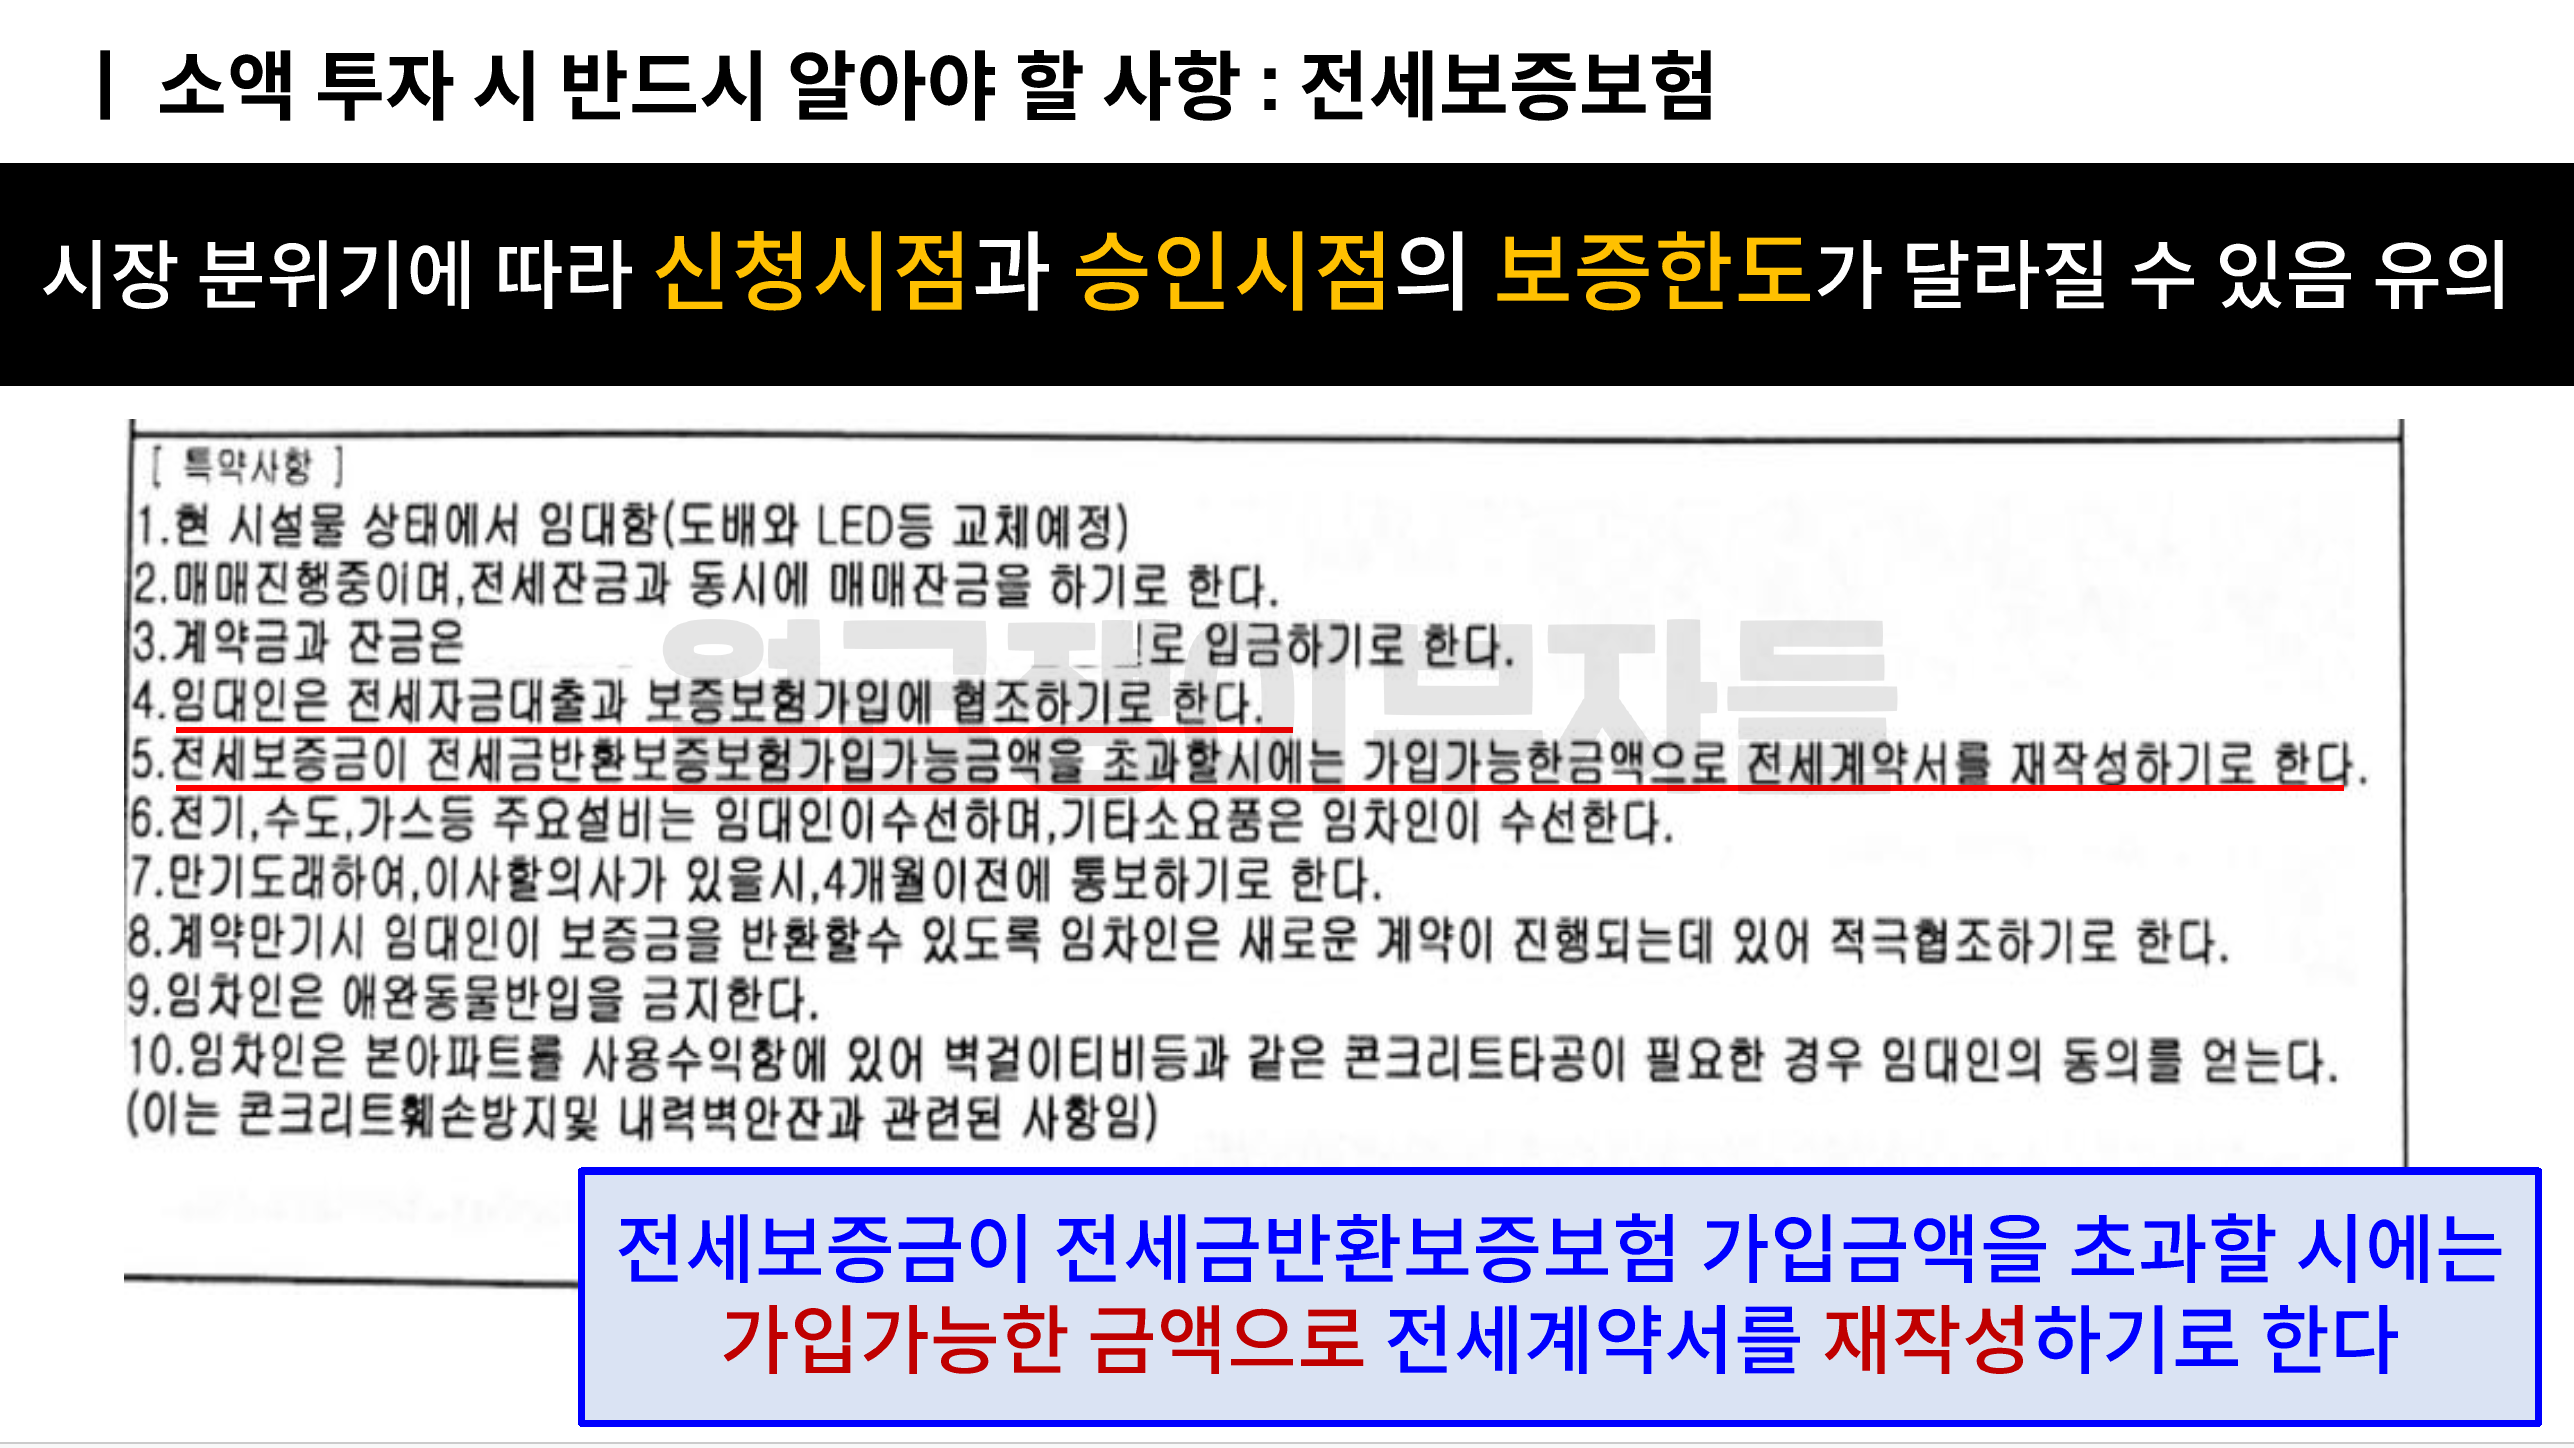 | 소액 투자 시 반드시 알아야 할 사항 : 전세보증보험
시장 분위기에 따라 신청시점과 승인시점의 보증한도가 달라질 수 있음 유의
[ 특약사항 ]
1.현 시설물 상태에서 임대함(도배와 LED등 교체예정)
2.매매진행중이며,전세잔금과 동시에 매매잔금을 하기로 한다.
3.계약금과 잔금은 로 입금하기로 한다.
4.임대인은 전세자금대출과 보증보험가입에 협조하기로 한다.
5.전세보증금이 전세금반환보증보험가입가능금액을 초과할시에는 가입가능한금액으로 전세계약서를 재작성하기로 한다.
6.전기,수도,가스등 주요설비는 임대인이수선하며,기타소요품은 임차인이 수선한다.
7.만기도래하여,이사할의사가 있을시,4개월이전에 통보하기로 한다.
8.계약만기시 임대인이 보증금을 반환할수 있도록 임차인은 새로운 계약이 진행되는데 있어 적극협조하기로 한다.
9.임차인은 애완동물반입을 금지한다.
10.임차인은 본아파트를 사용수익함에 있어 벽걸이티비등과 같은 콘크리트타공이 필요한 경우 임대인의 동의를 얻는다.
(이는 콘크리트훼손방지및 내력벽안잔과 관련된 사항임)
월급쟁이부자들
전세보증금이 전세금반환보증보험 가입금액을 초과할 시에는
가입가능한 금액으로 전세계약서를 재작성하기로 한다